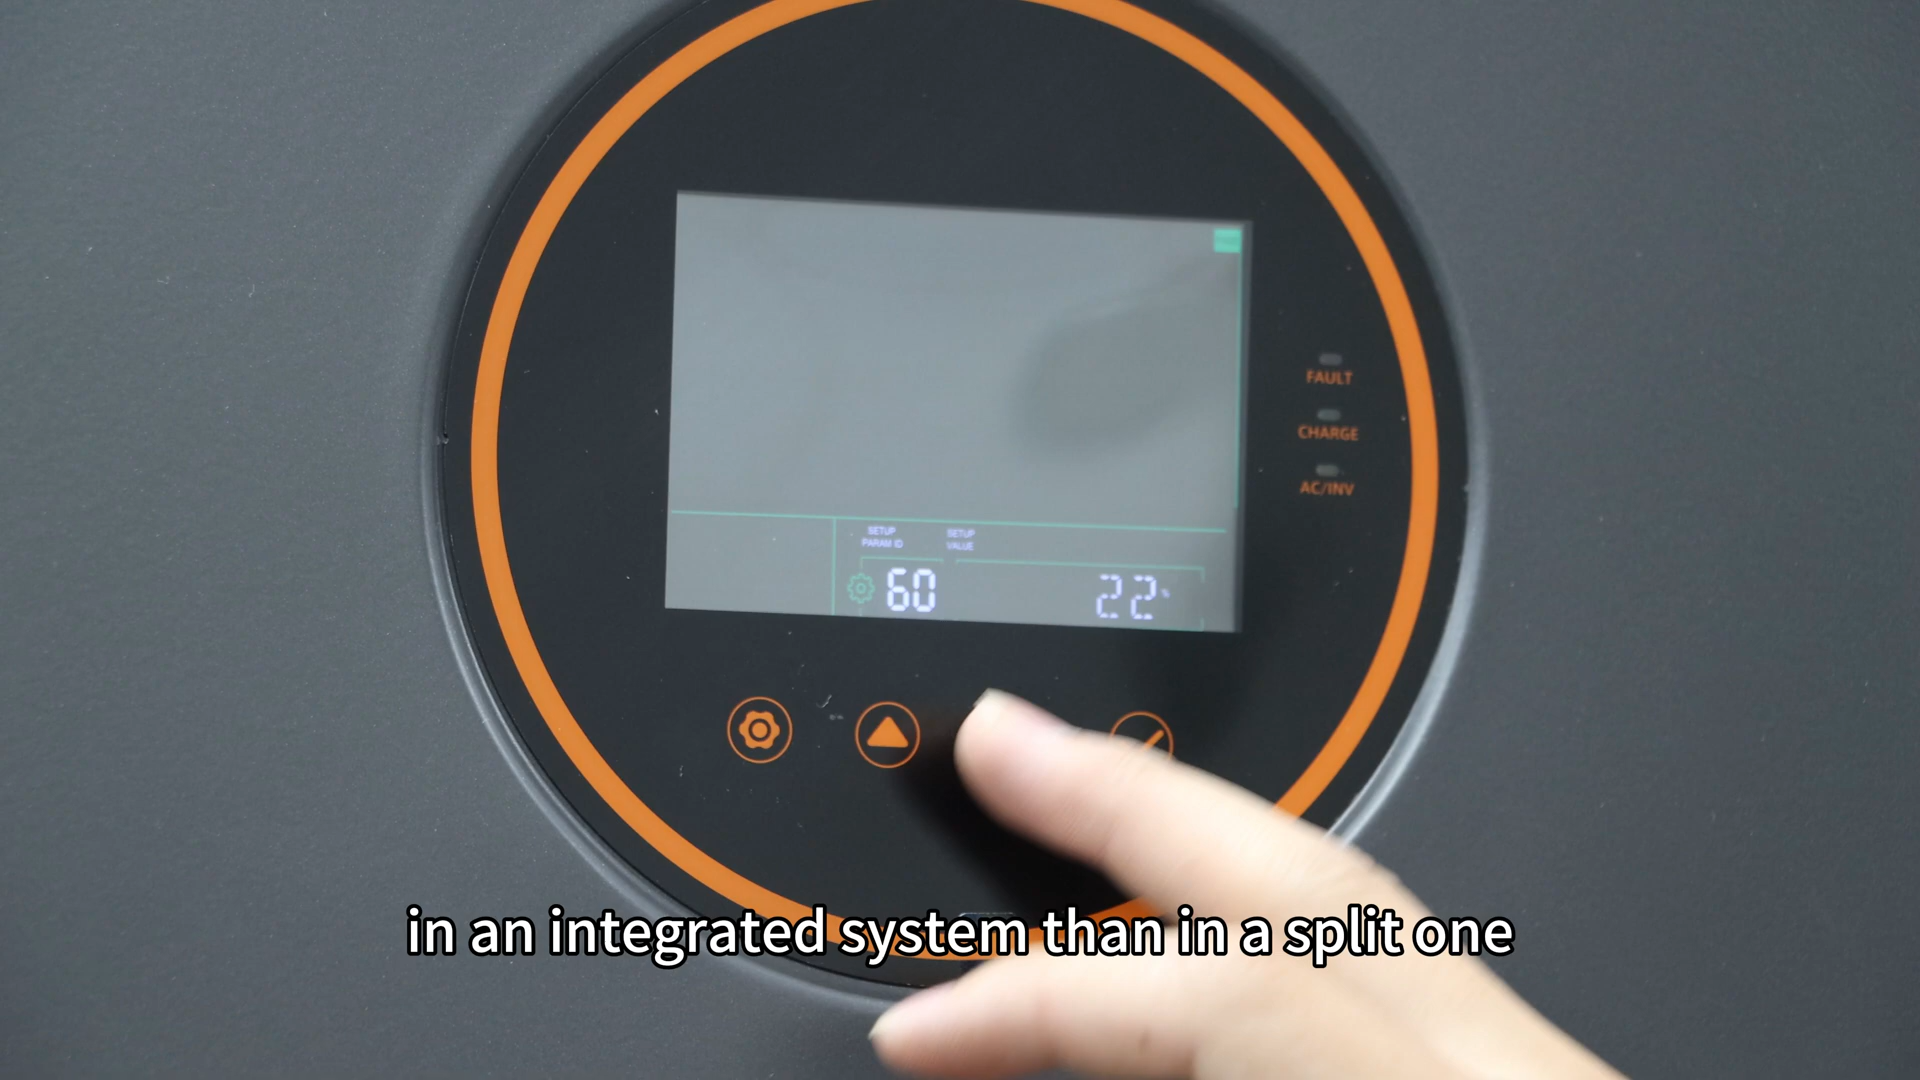 FAULT
CHARGE
AC/INV
SETUP
PARAM ID
SETUP
VALUE
60
22%
in an integrated system than in a split one